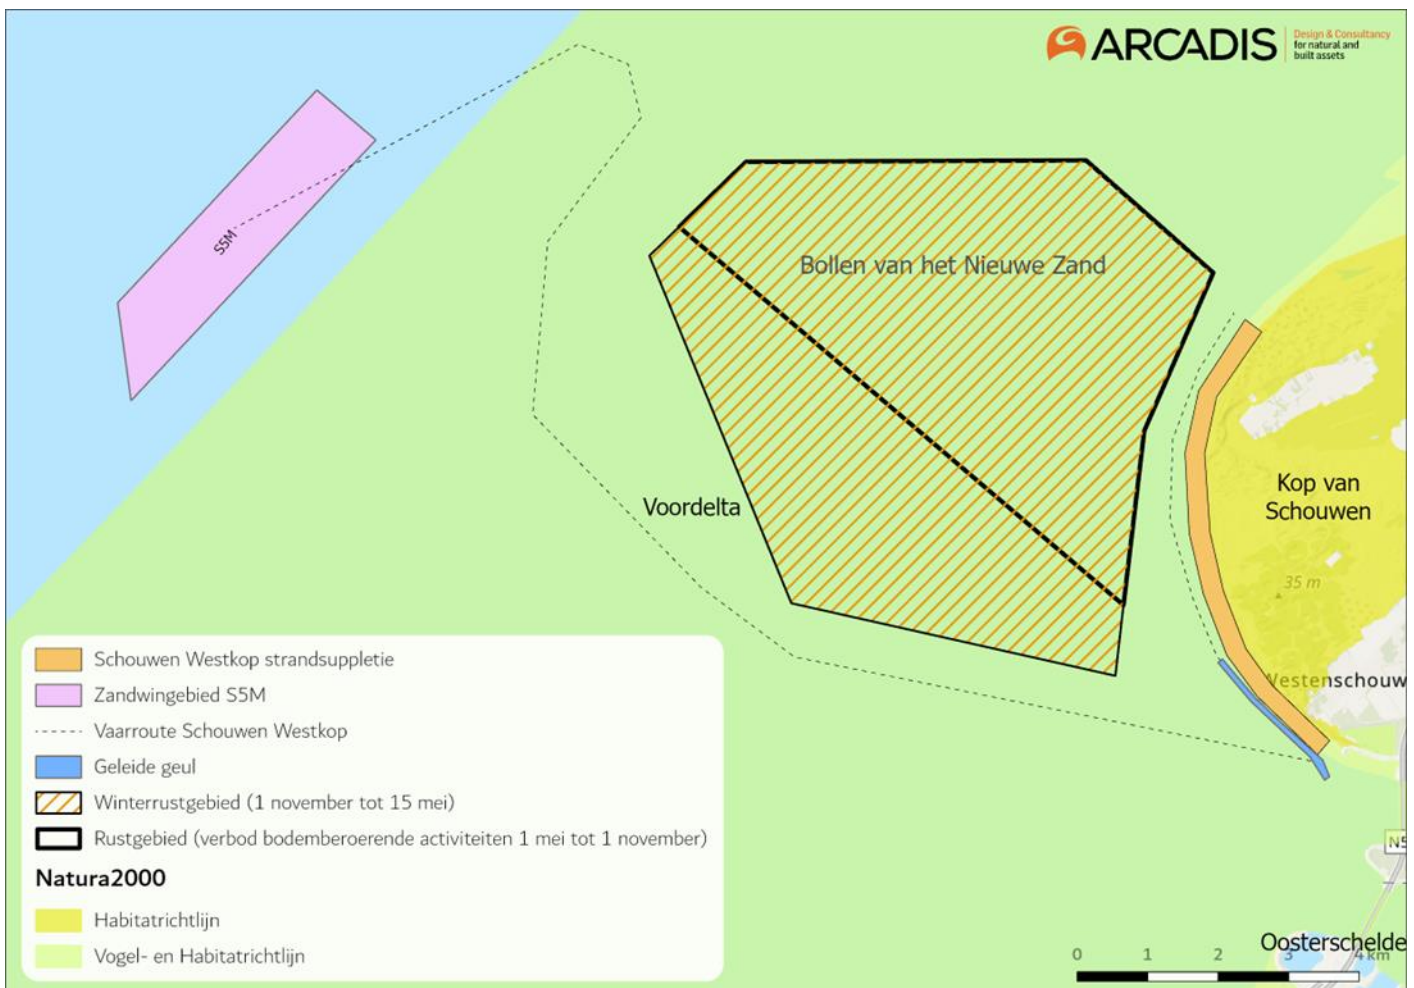 ARCADIS
Design & Consultancy
for natural and
built assets
S5M
Bollen van het Nieuwe Zand
Voordelta
Kop van
Schouwen
35 m
Westenschouw
Schouwen Westkop strandsuppletie
Zandwingebied S5M
Vaarroute Schouwen Westkop
Geleide geul
Winterrustgebied (1 november tot 15 mei)
Rustgebied (verbod bodemberoerende activiteiten 1 mei tot 1 november)
Natura2000
Habitatrichtlijn
Vogel- en Habitatrichtlijn
N5
Oosterschelde
0 1 2 3 4 km